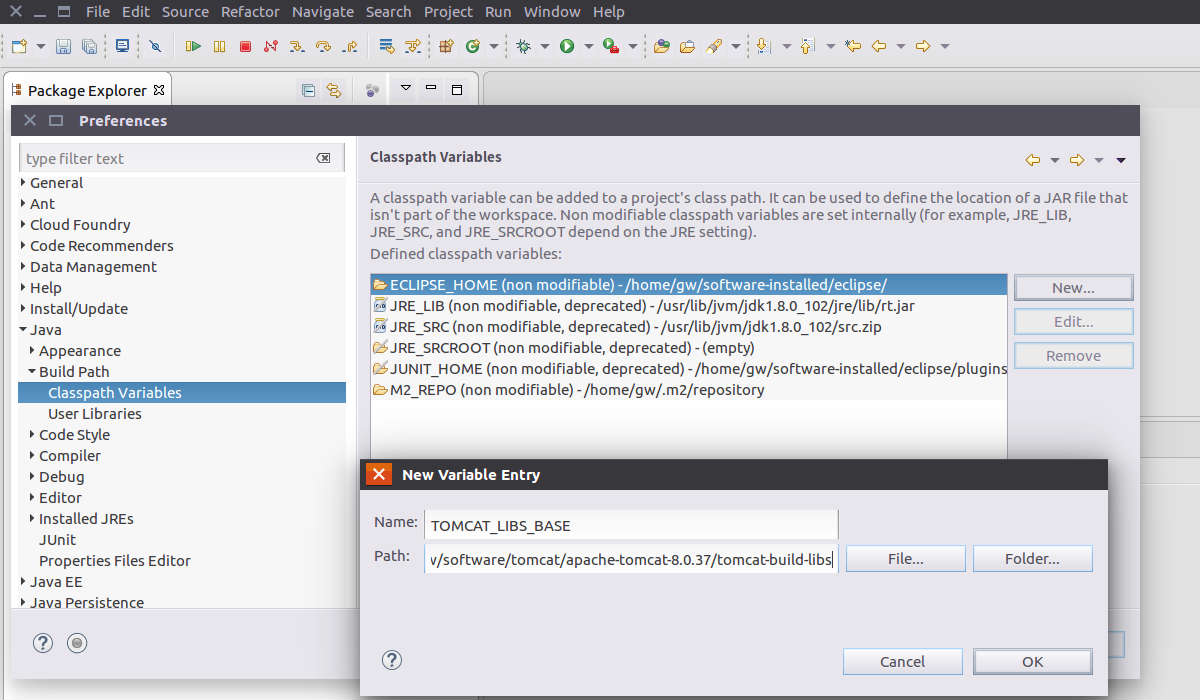 File Edit Source Refactor Navigate Search Project Run Window Help
Package Explorer
Preferences
type filter text
General
Ant
Cloud Foundry
Code Recommenders
Data Management
Help
Install/Update
Java
Appearance
Build Path
Classpath Variables
User Libraries
Code Style
Compiler
Debug
Editor
Installed JREs
JUnit
Properties Files Editor
Java EE
Java Persistence
Classpath Variables
A classpath variable can be added to a project's class path. It can be used to define the location of a JAR file that
isn't part of the workspace. Non modifiable classpath variables are set internally (for example, JRE_LIB,
JRE_SRC, and JRE_SRCROOT depend on the JRE setting).
Defined classpath variables:
ECLIPSE_HOME (non modifiable) - /home/gw/software-installed/eclipse/
JRE_LIB (non modifiable, deprecated) - /usr/lib/jvm/jdk1.8.0_102/jre/lib/rt.jar
JRE_SRC (non modifiable, deprecated) - /usr/lib/jvm/jdk1.8.0_102/src.zip
JRE_SRCROOT (non modifiable, deprecated) - (empty)
JUNIT_HOME (non modifiable, deprecated) - /home/gw/software-installed/eclipse/plugins
M2_REPO (non modifiable) - /home/gw/.m2/repository
New...
Edit...
Remove
New Variable Entry
Name: TOMCAT_LIBS_BASE
Path: /software/tomcat/apache-tomcat-8.0.37/tomcat-build-libs File... Folder...
Cancel OK